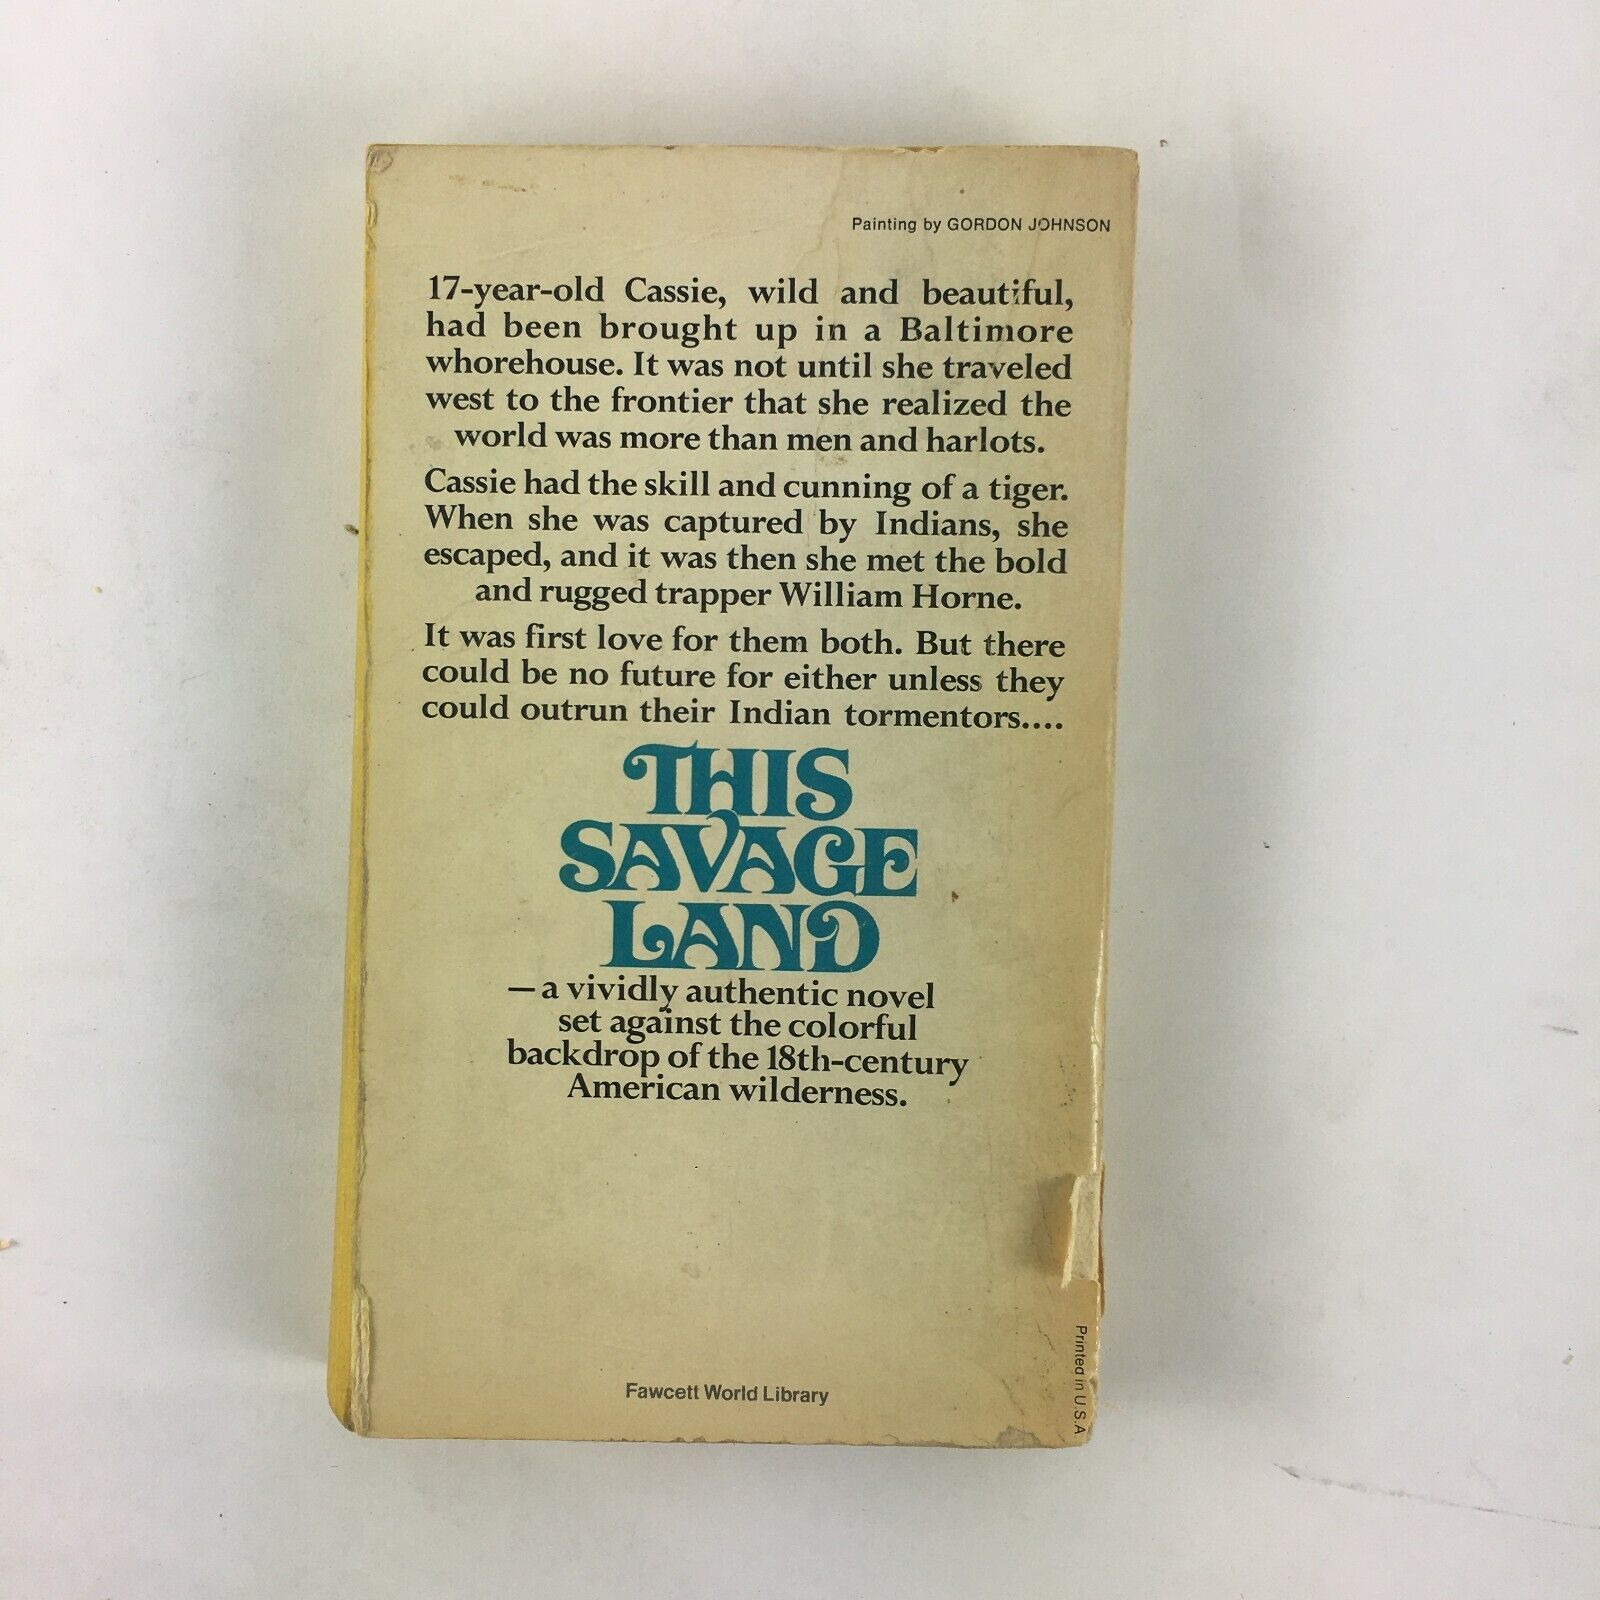 Painting by GORDON JOHNSON
17-year-old Cassie, wild and beautiful,
had been brought up in a Baltimore
whorehouse. It was not until she traveled
west to the frontier that she realized the
world was more than men and harlots.
Cassie had the skill and cunning of a tiger.
When she was captured by Indians, she
escaped, and it was then she met the bold
and rugged trapper William Horne.
It was first love for them both. But there
could be no future for either unless they
could outrun their Indian tormentors....
THIS
SAVAGE
LAND
—a vividly authentic novel
set against the colorful
backdrop of the 18th-century
American wilderness.
Fawcett World Library
Printed in U.S.A